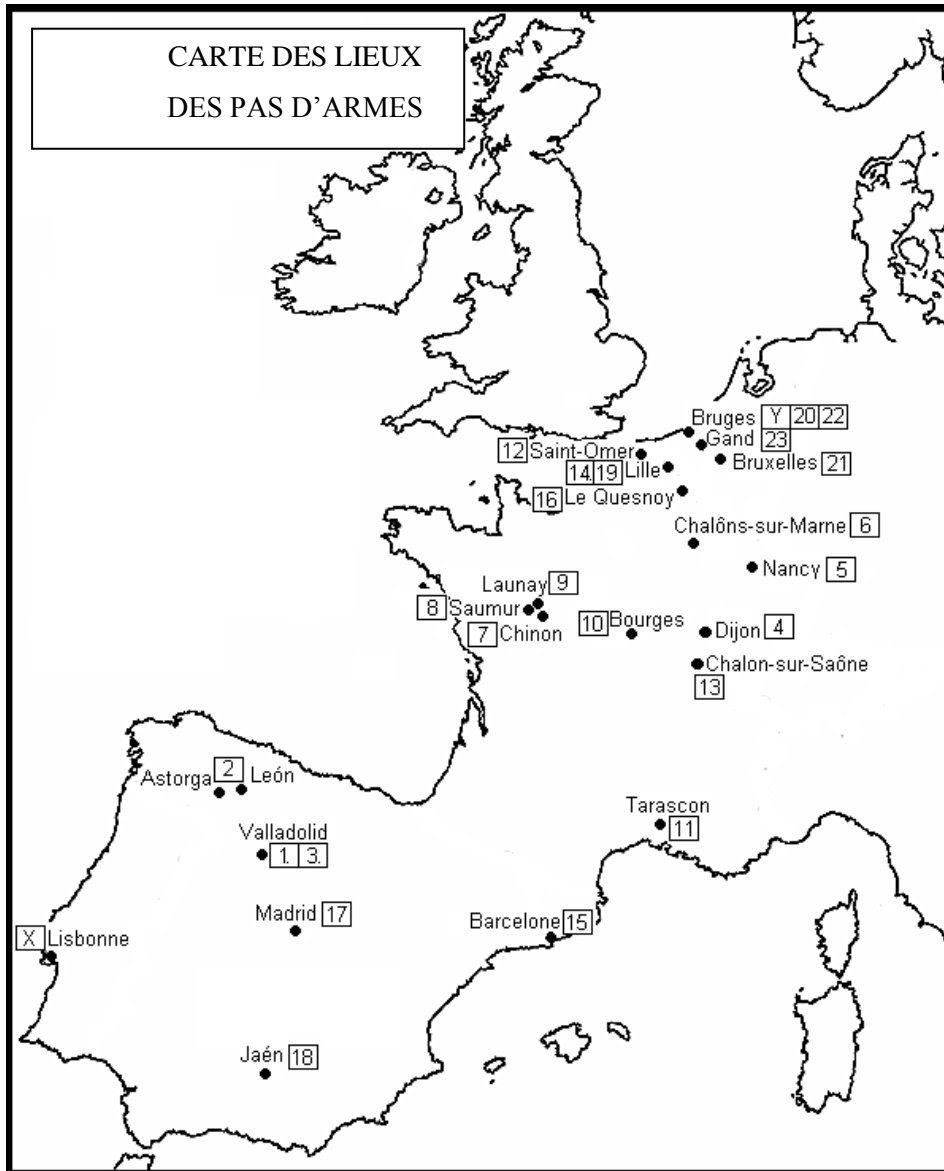 CARTE DES LIEUX
DES PAS D'ARMES
Bruges Y 20 22
Gand 23
12 Saint-Omer
Bruxelles 21
14. 19 Lille
16 Le Quesnoy
Chalôns-sur-Marne 6
Nancy 5
Launay 9
8 Saumur
7 Chinon
10 Bourges
Dijon 4
Chalon-sur-Saône
13
Astorga 2 León
Tarascon
11
Valladolid
1. 3.
Madrid 17
Barcelone 15
X Lisbonne
Jaén 18